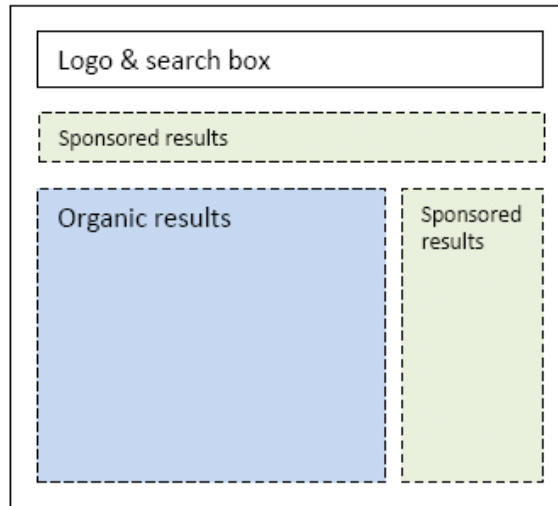 Logo & search box
Sponsored results
Organic results
Sponsored
results